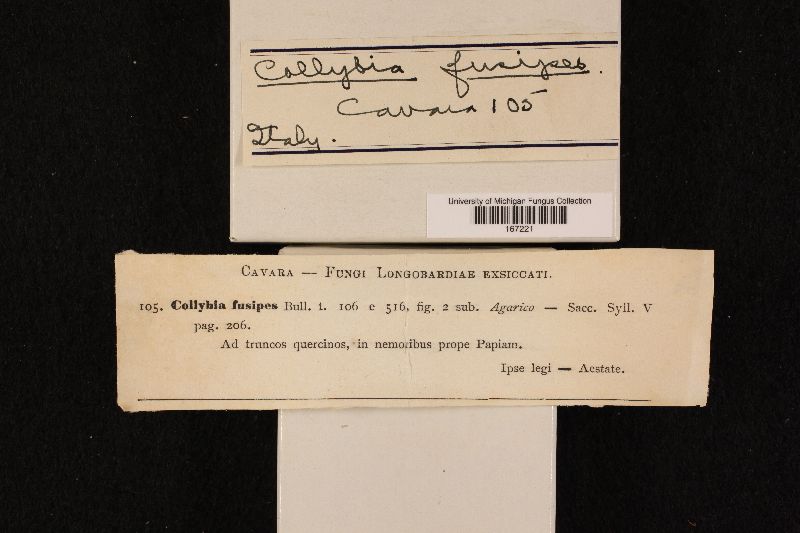 Collybia fusipes.
Cavara 105
Italy.
University of Michigan Fungus Collection
167221
Cavara — Fungi Longobardiae exsiccati.
105. Collybia fusipes Bull. t. 106 e 516, fig. 2 sub. Agarico — Sacc. Syll. V
pag. 206.
Ad truncos quercinos, in nemoribus prope Papiam.
Ipse legi — Aestate.